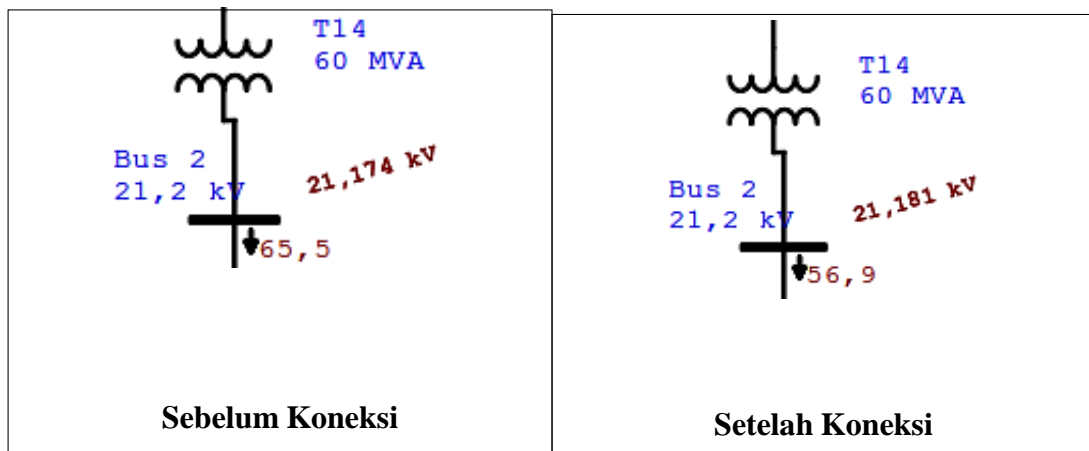 T14
60 MVA
Bus 2
21,2 kV
21,174 kV
65,5
Sebelum Koneksi
T14
60 MVA
Bus 2
21,2 kV
21,181 kV
56,9
Setelah Koneksi